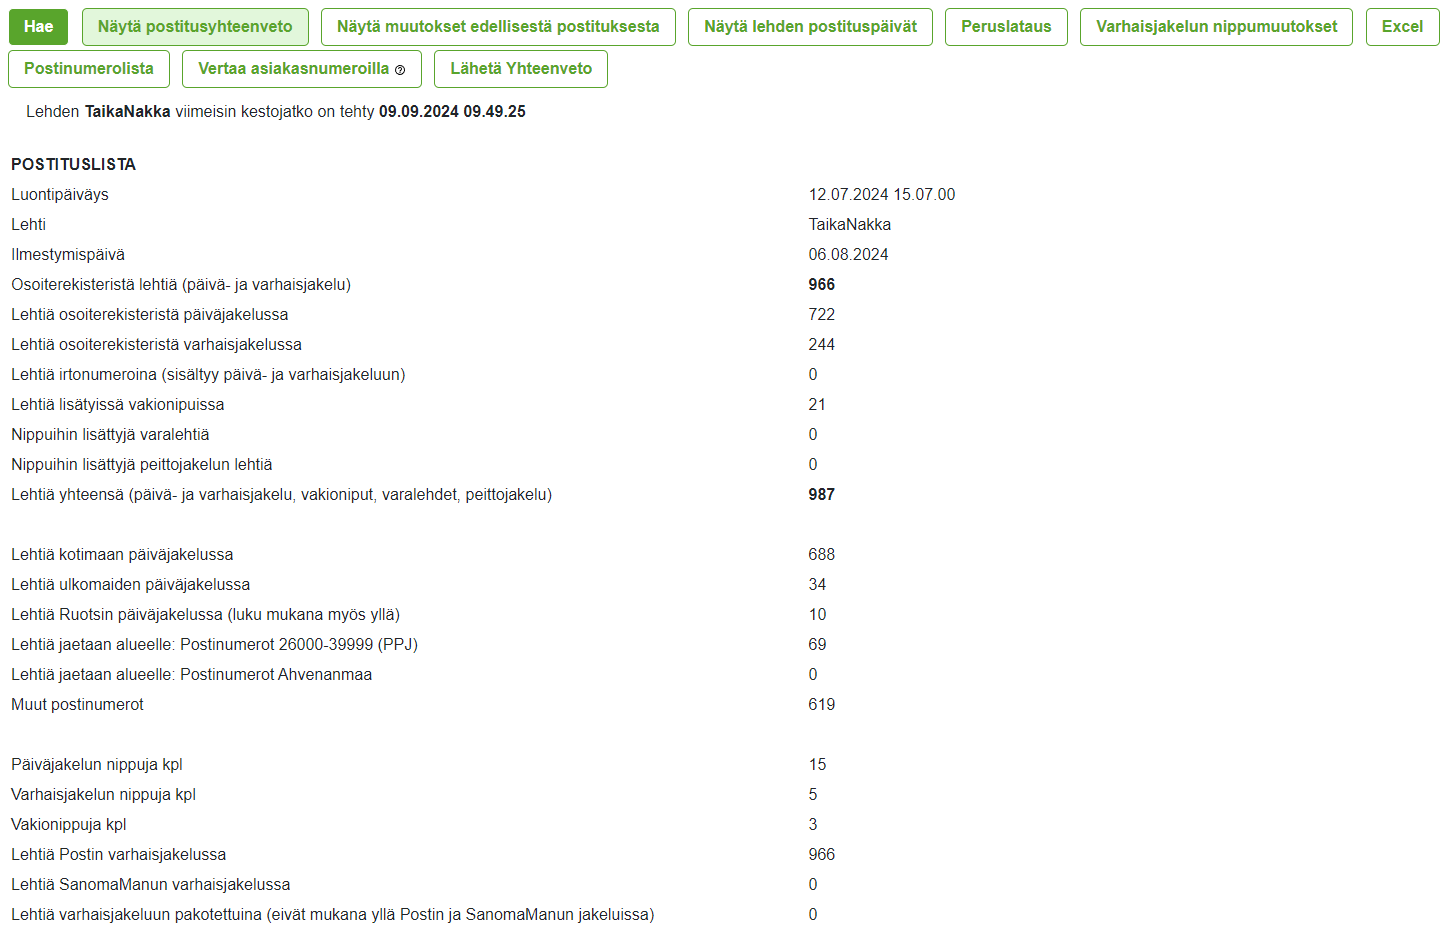 Hae Näytä postitusyhteenveto Näytä muutokset edellisestä postituksesta Näytä lehden postituspäivät Peruslataus Varhaisjakelun nippumuutokset Excel
Postinumerolista Vertaa asiakasnumeroilla Lähetä Yhteenveto
Lehden TaikaNakka viimeisin kestojatko on tehty 09.09.2024 09.49.25
POSTITUSLISTA
Luontipäiväys 12.07.2024 15.07.00
Lehti TaikaNakka
Ilmestymispäivä 06.08.2024
Osoiterekisteristä lehtiä (päivä- ja varhaisjakelu) 966
Lehtiä osoiterekisteristä päiväjakelussa 722
Lehtiä osoiterekisteristä varhaisjakelussa 244
Lehtiä irtonumeroina (sisältyy päivä- ja varhaisjakeluun) 0
Lehtiä lisätyissä vakionipuissa 21
Nippuihin lisättyjä varalehtiä 0
Nippuihin lisättyjä peittojakelun lehtiä 0
Lehtiä yhteensä (päivä- ja varhaisjakelu, vakioniput, varalehdet, peittojakelu) 987
Lehtiä kotimaan päiväjakelussa 688
Lehtiä ulkomaiden päiväjakelussa 34
Lehtiä Ruotsin päiväjakelussa (luku mukana myös yllä) 10
Lehtiä jaetaan alueelle: Postinumerot 26000-39999 (PPJ) 69
Lehtiä jaetaan alueelle: Postinumerot Ahvenanmaa 0
Muut postinumerot 619
Päiväjakelun nippuja kpl 15
Varhaisjakelun nippuja kpl 5
Vakionippuja kpl 3
Lehtiä Postin varhaisjakelussa 966
Lehtiä SanomaManun varhaisjakelussa 0
Lehtiä varhaisjakeluun pakotettuina (eivät mukana yllä Postin ja SanomaManun jakeluissa) 0